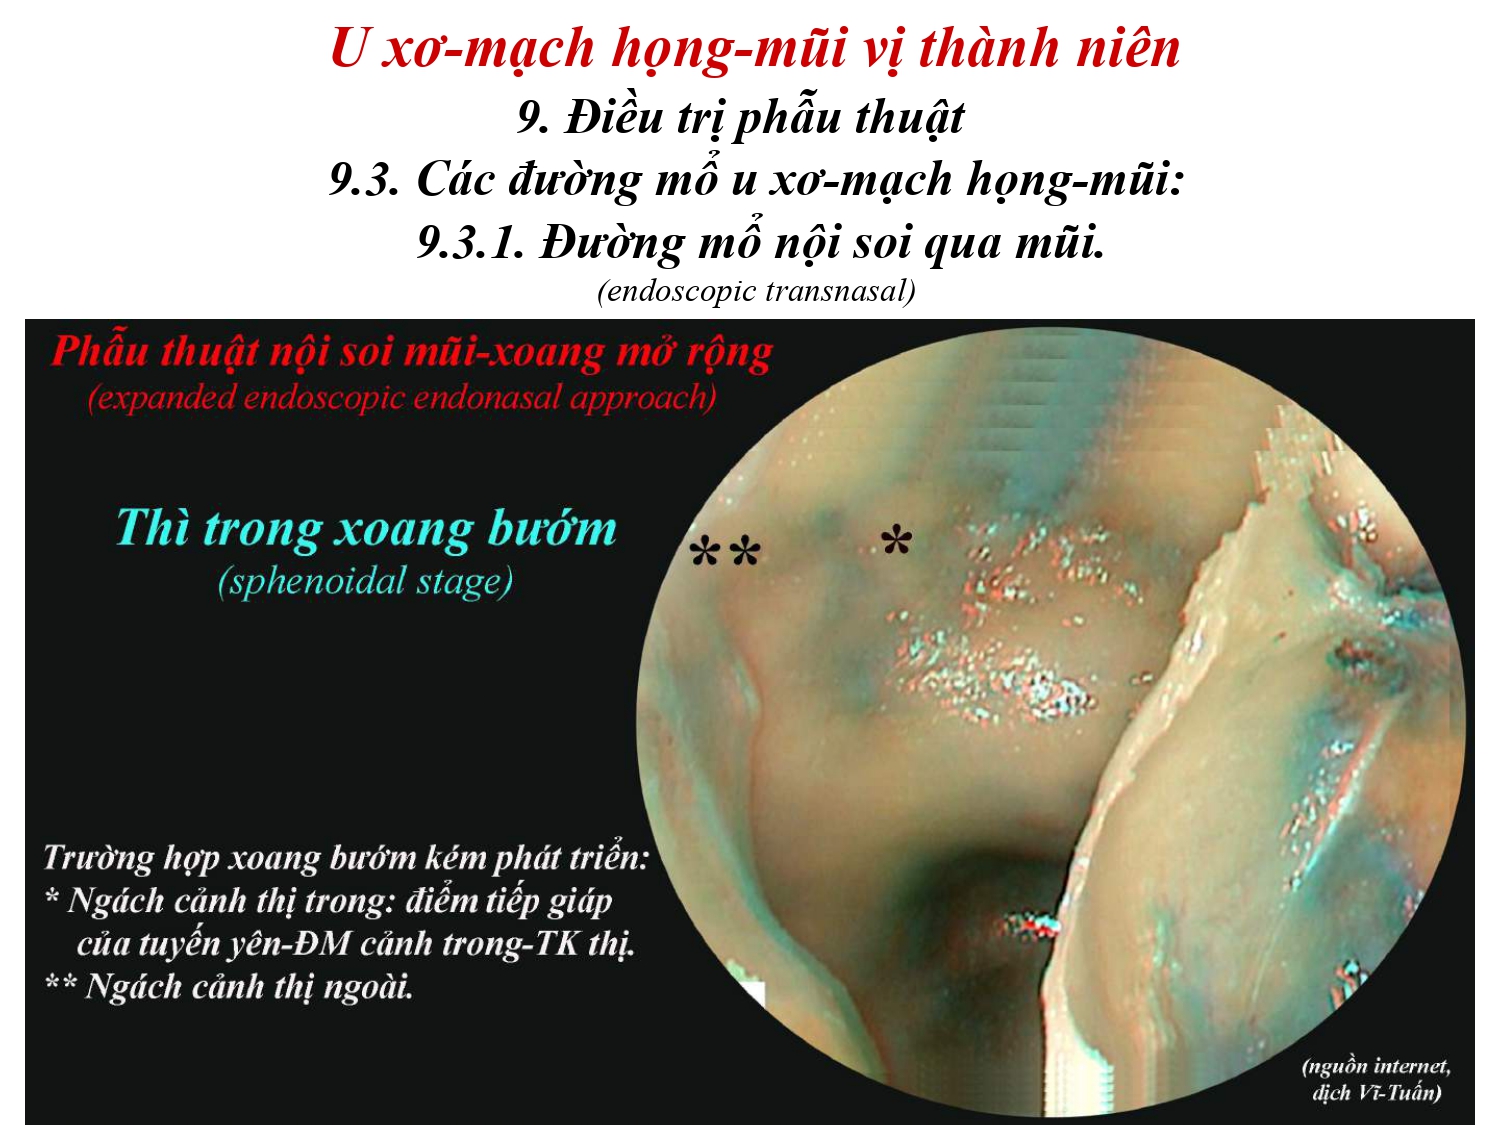 U xơ-mạch họng-mũi vị thành niên
9. Điều trị phẫu thuật
9.3. Các đường mổ u xơ-mạch họng-mũi:
9.3.1. Đường mổ nội soi qua mũi.
(endoscopic transnasal)
Phẫu thuật nội soi mũi-xoang mở rộng
(expanded endoscopic endonasal approach)
Thì trong xoang bướm
(sphenoidal stage)
** *
Trường hợp xoang bướm kém phát triển:
* Ngách cảnh thị trong: điểm tiếp giáp
của tuyến yên-ĐM cảnh trong-TK thị.
** Ngách cảnh thị ngoài.
(nguồn internet,
dịch Vĩ-Tuấn)